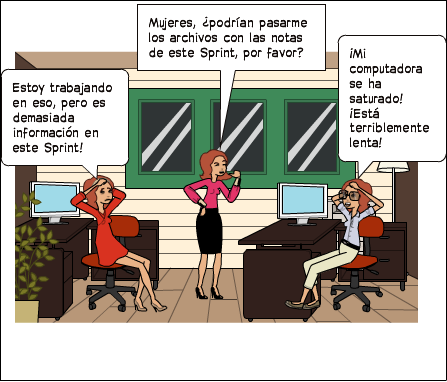 Mujeres, ¿podrían pasarme
los archivos con las notas
de este Sprint, por favor?
Estoy trabajando
en eso, pero es
demasiada
información en
este Sprint!
¡Mi
computadora
se ha
saturado!
¡Está
terriblemente
lenta!